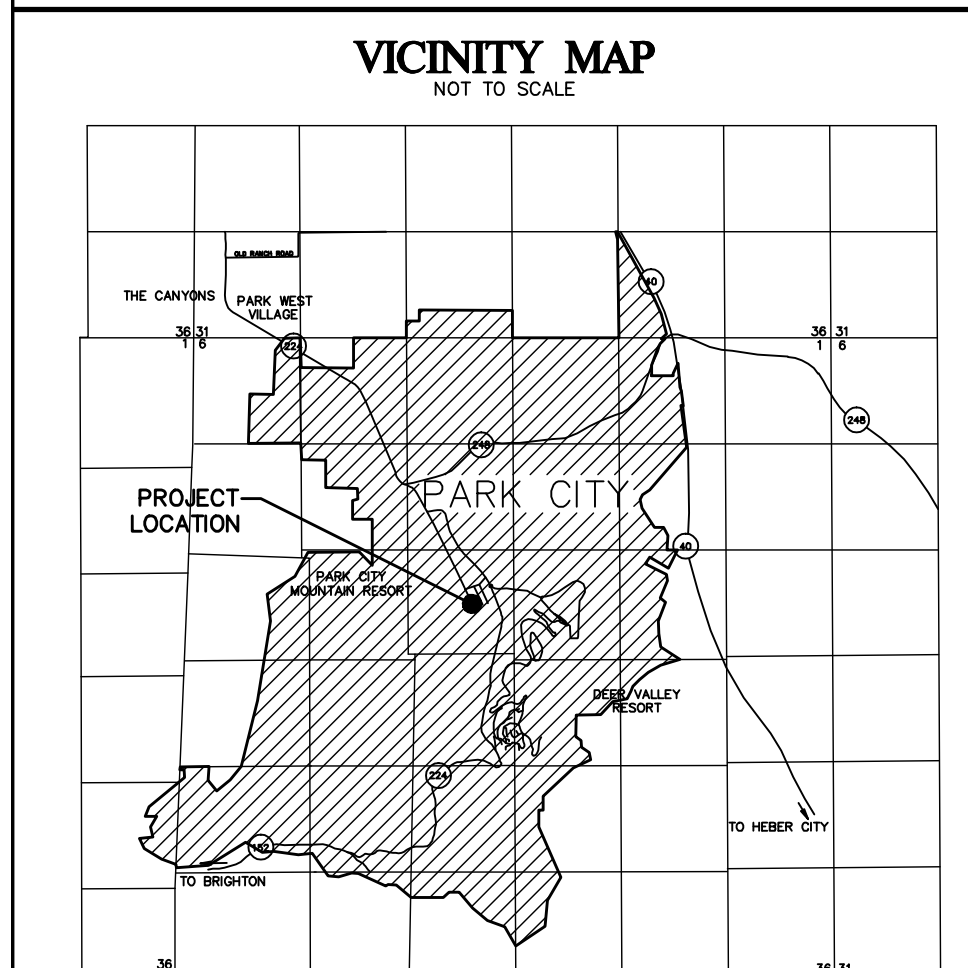 VICINITY MAP
NOT TO SCALE
OLD RANCH ROAD
THE CANYONS
PARK WEST
VILLAGE
40
36 31
1 6
224
36 31
1 6
248
248
PARK CITY
PROJECT
LOCATION
40
PARK CITY
MOUNTAIN RESORT
DEER VALLEY
RESORT
224
TO HEBER CITY
152
TO BRIGHTON
36
36 31